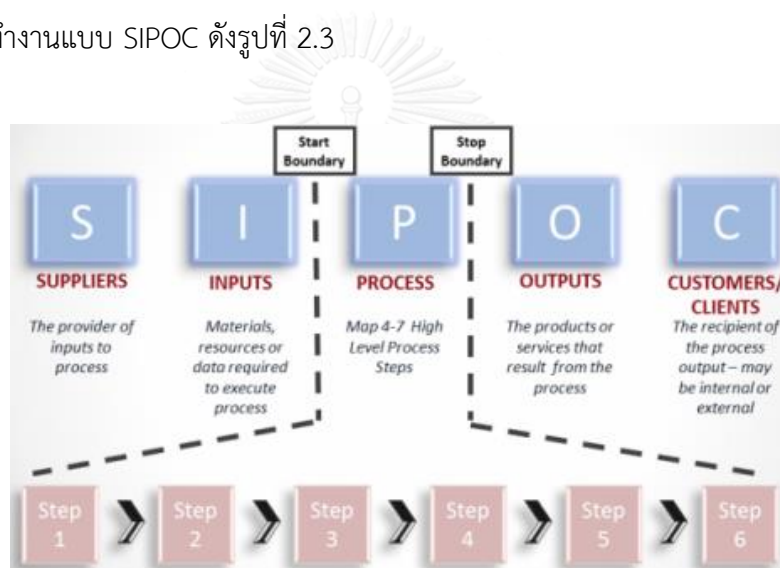 ทำงานแบบ SIPOC ดังรูปที่ 2.3
Start
Boundary
Stop
Boundary
S
I
P
O
C
SUPPLIERS
INPUTS
PROCESS
OUTPUTS
CUSTOMERS/
CLIENTS
The provider of
inputs to
process
Materials,
resources or
data required
to execute
process
Map 4-7 High
Level Process
Steps
The products or
services that
result from the
process
The recipient of
the process
output – may
be internal or
external
Step
1
Step
2
Step
3
Step
4
Step
5
Step
6